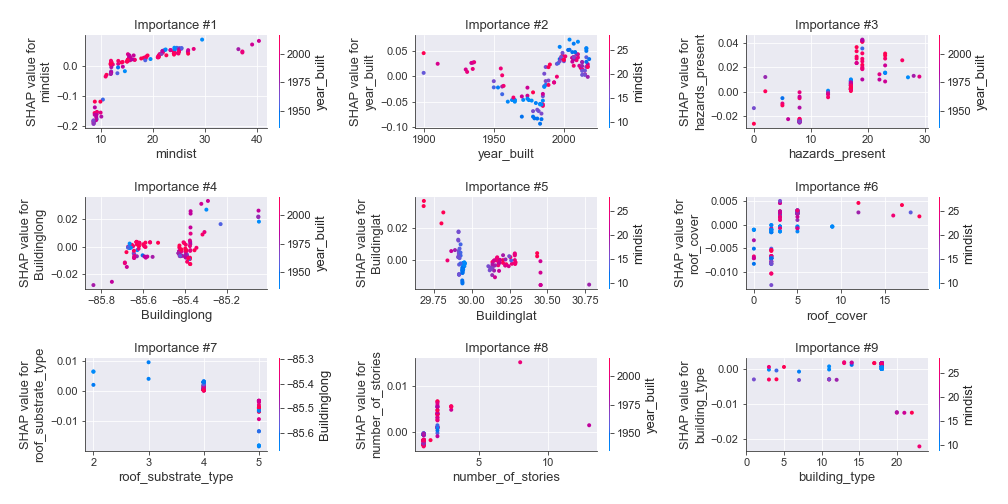 Importance #1
SHAP value for
mindist
0.0
−0.1
−0.2
10
20
30
40
mindist
2000
1975
1950
year_built
Importance #2
SHAP value for
year_built
0.05
0.00
−0.05
−0.10
1900
1950
2000
year_built
25
20
15
10
mindist
Importance #3
SHAP value for
hazards_present
0.04
0.02
0.00
−0.02
0
10
20
30
hazards_present
2000
1975
1950
year_built
Importance #4
SHAP value for
Buildinglong
0.02
0.00
−0.02
−85.8
−85.6
−85.4
−85.2
Buildinglong
2000
1975
1950
year_built
Importance #5
SHAP value for
Buildinglat
0.02
0.00
29.75
30.00
30.25
30.50
30.75
Buildinglat
25
20
15
10
mindist
Importance #6
SHAP value for
roof_cover
0.005
0.000
−0.005
−0.010
0
5
10
15
roof_cover
25
20
15
10
mindist
Importance #7
SHAP value for
roof_substrate_type
0.01
0.00
−0.01
2
3
4
5
roof_substrate_type
−85.3
−85.4
−85.5
−85.6
Buildinglong
Importance #8
SHAP value for
number_of_stories
0.01
0.00
5
10
number_of_stories
2000
1975
1950
year_built
Importance #9
SHAP value for
building_type
0.00
−0.01
−0.02
0
5
10
15
20
building_type
25
20
15
10
mindist